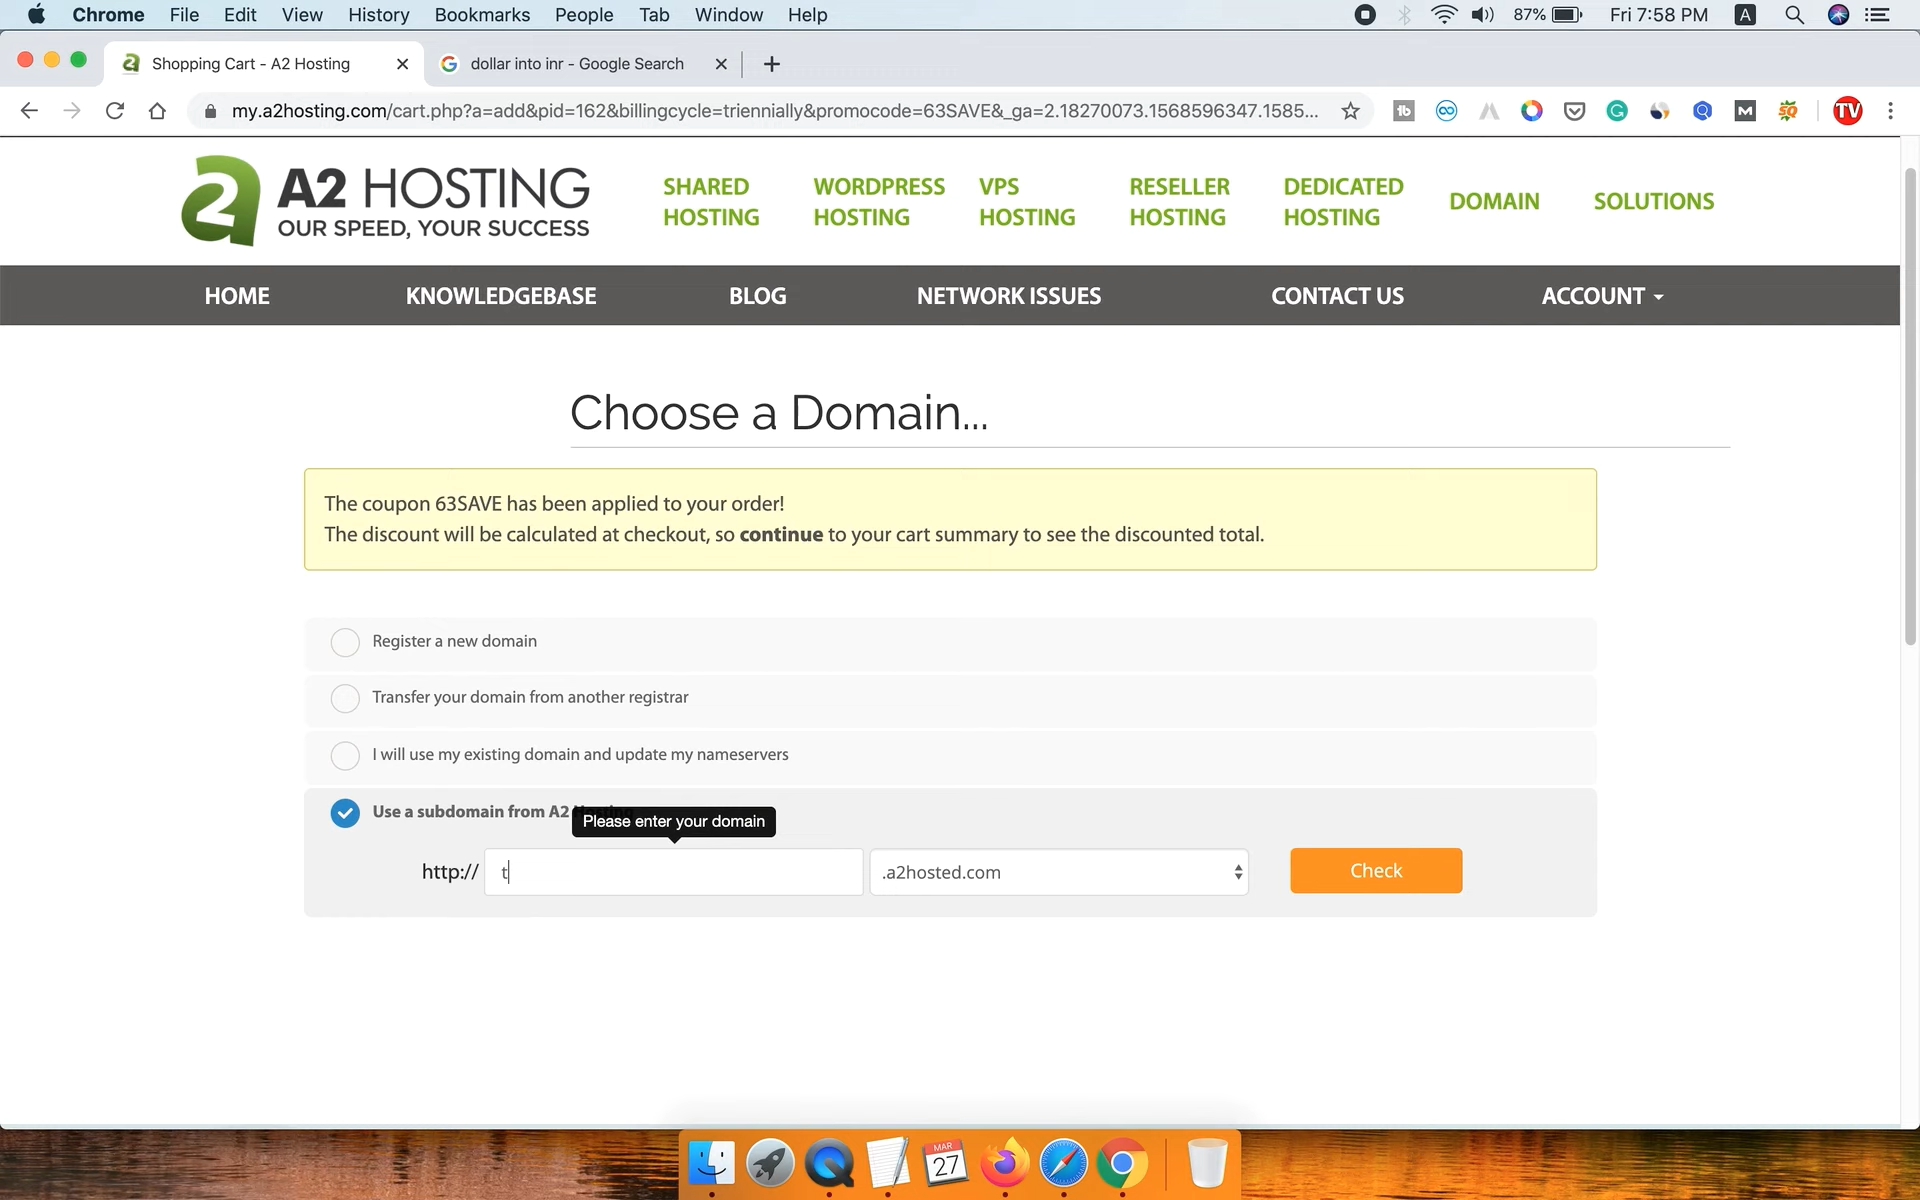 Chrome File Edit View History Bookmarks People Tab Window Help
87% Fri 7:58 PM A
Shopping Cart - A2 Hosting
dollar into inr - Google Search
my.a2hosting.com/cart.php?a=add&pid=162&billingcycle=triennially&promocode=63SAVE&_ga=2.18270073.1568596347.1585...
tb
G
Q
M
TV
A2 HOSTING
OUR SPEED, YOUR SUCCESS
SHARED HOSTING
WORDPRESS HOSTING
VPS HOSTING
RESELLER HOSTING
DEDICATED HOSTING
DOMAIN
SOLUTIONS
HOME KNOWLEDGEBASE BLOG NETWORK ISSUES CONTACT US ACCOUNT
Choose a Domain...
The coupon 63SAVE has been applied to your order!
The discount will be calculated at checkout, so continue to your cart summary to see the discounted total.
Register a new domain
Transfer your domain from another registrar
I will use my existing domain and update my nameservers
Use a subdomain from A2
Please enter your domain
http:// t .a2hosted.com Check
MAR
27